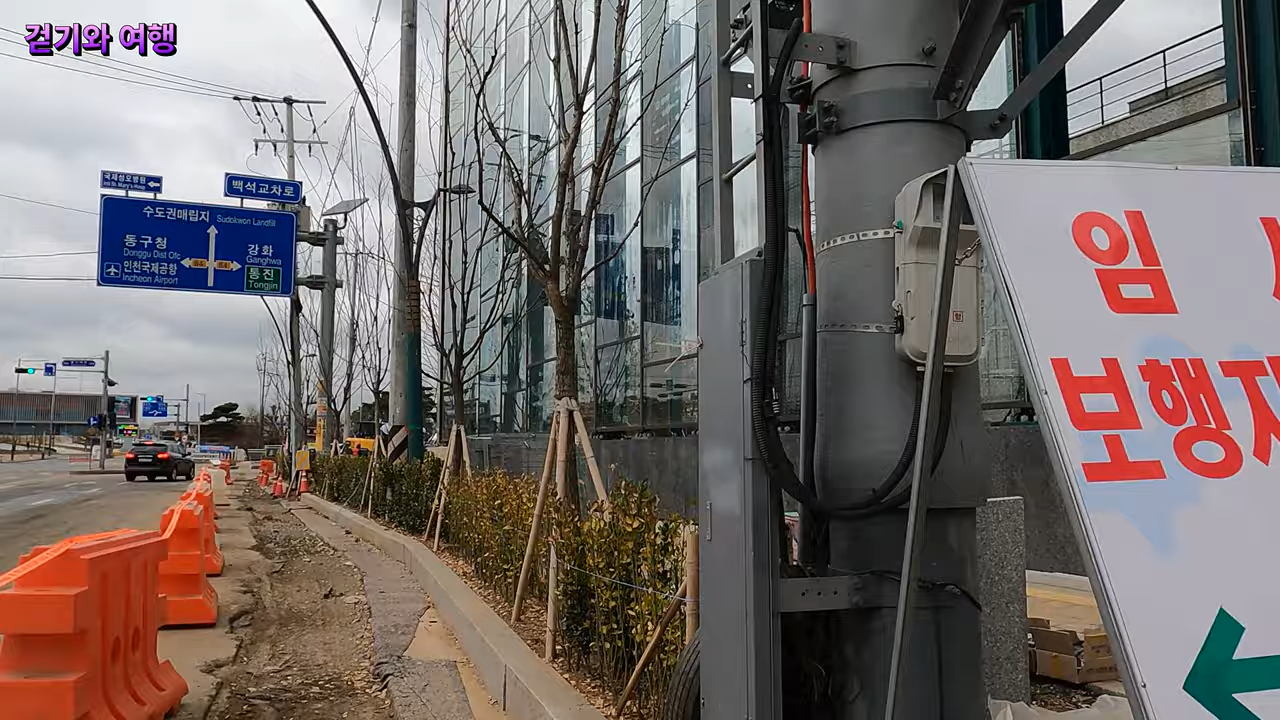 걷기와 여행
국제성모병원
Int'l St. Mary's Hosp
백석교차로
수도권매립지 Sudokwon Landfill
동구청
Donggu Dist Ofc
인천국제공항
Incheon Airport
84
84
강화
Ganghwa
통진
Tongjin
임
보행자